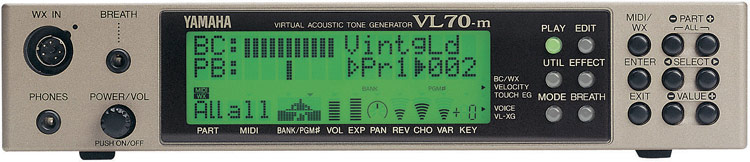 WX IN
BREATH
PHONES
POWER/VOL
PUSH ON/OFF
YAMAHA
VIRTUAL ACOUSTIC TONE GENERATOR
VL70-m
BC:
VintgLd
PB:
Pr1
002
BANK
PGM#
MIDI
WX
All
all
+ 0
PART
MIDI
BANK/PGM#
VOL
EXP
PAN
REV
CHO
VAR
KEY
PLAY
EDIT
UTIL
EFFECT
MODE
BREATH
BC/WX
VELOCITY
TOUCH EG
VOICE
VL-XG
MIDI/
WX
PART
ALL
ENTER
SELECT
EXIT
VALUE